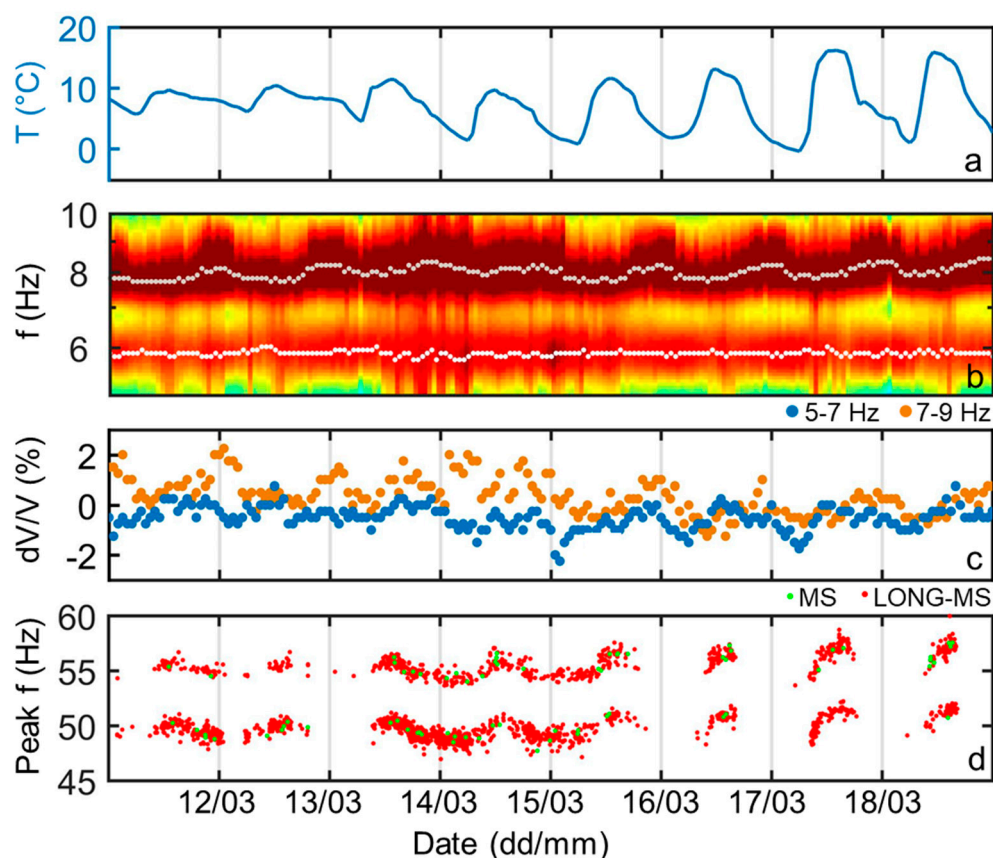 20
10
0
T (°C)
a
10
8
6
f (Hz)
b
5-7 Hz 7-9 Hz
2
0
-2
dV/V (%)
c
MS LONG-MS
60
55
50
45
Peak f (Hz)
d
12/03 13/03 14/03 15/03 16/03 17/03 18/03
Date (dd/mm)